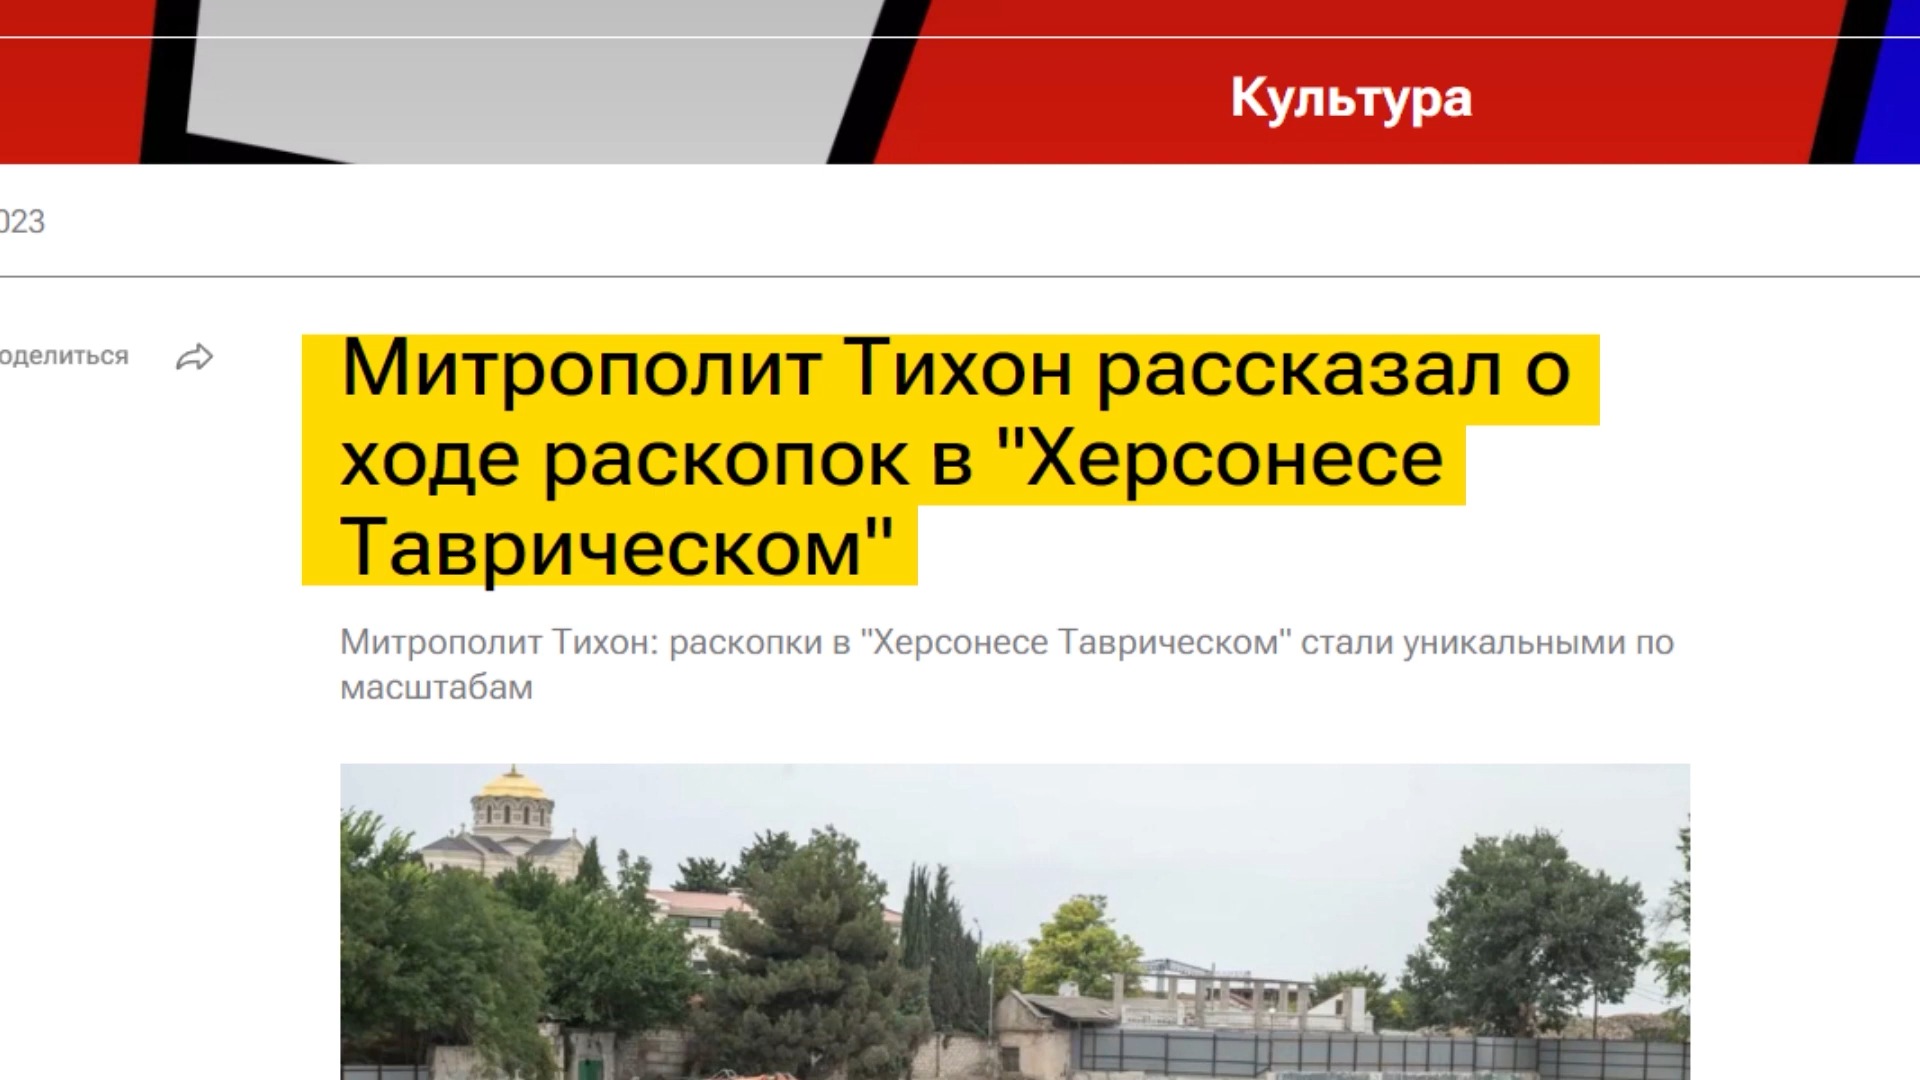 Культура
023
оделиться
Митрополит Тихон рассказал о
ходе раскопок в "Херсонесе
Таврическом"
Митрополит Тихон: раскопки в "Херсонесе Таврическом" стали уникальными по
масштабам